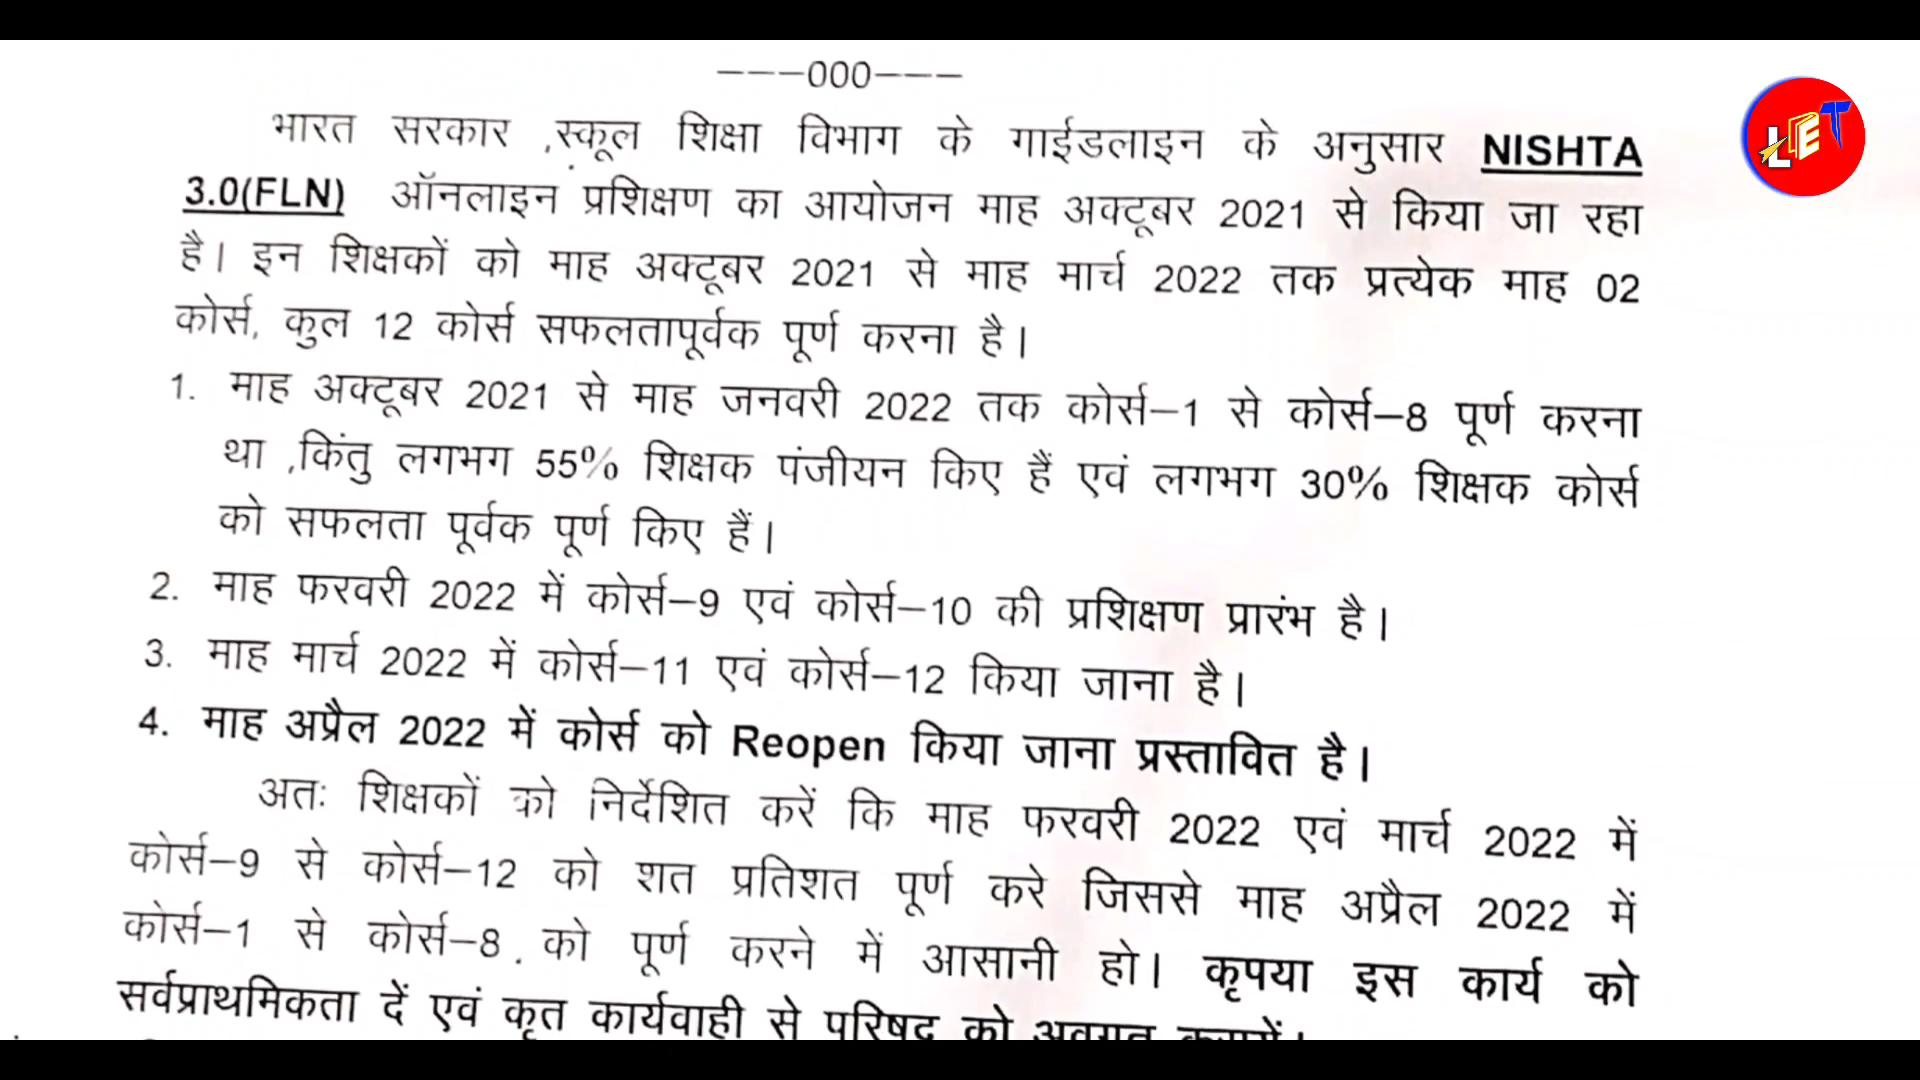 ---000---
भारत सरकार ,स्कूल शिक्षा विभाग के गाईडलाइन के अनुसार NISHTA
3.0(FLN) ऑनलाइन प्रशिक्षण का आयोजन माह अक्टूबर 2021 से किया जा रहा
है। इन शिक्षकों को माह अक्टूबर 2021 से माह मार्च 2022 तक प्रत्येक माह 02
कोर्स, कुल 12 कोर्स सफलतापूर्वक पूर्ण करना है।
1. माह अक्टूबर 2021 से माह जनवरी 2022 तक कोर्स–1 से कोर्स–8 पूर्ण करना
था ,किंतु लगभग 55% शिक्षक पंजीयन किए हैं एवं लगभग 30% शिक्षक कोर्स
को सफलता पूर्वक पूर्ण किए हैं।
2. माह फरवरी 2022 में कोर्स–9 एवं कोर्स–10 की प्रशिक्षण प्रारंभ है।
3. माह मार्च 2022 में कोर्स–11 एवं कोर्स–12 किया जाना है।
4. माह अप्रैल 2022 में कोर्स को Reopen किया जाना प्रस्तावित है।
अतः शिक्षकों को निर्देशित करें कि माह फरवरी 2022 एवं मार्च 2022 में
कोर्स–9 से कोर्स–12 को शत प्रतिशत पूर्ण करे जिससे माह अप्रैल 2022 में
कोर्स–1 से कोर्स–8 . को पूर्ण करने में आसानी हो। कृपया इस कार्य को
सर्वप्राथमिकता दें एवं कृत कार्यवाही से परिषद को अवगत करायें।
LET